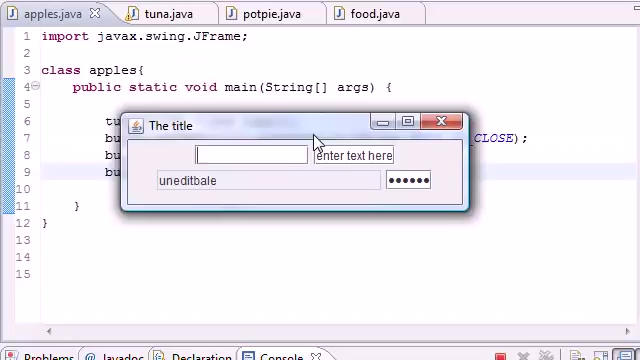 apples.java tuna.java potpie.java food.java
1 import javax.swing.JFrame;
2
3 class apples{
4 public static void main(String[] args) {
5
6 tu
The title
7 bu _CLOSE);
8 bu enter text here
9 bu uneditbale ••••••
10
11 }
12 }
13
14
15
Problems @ Javadoc Declaration Console